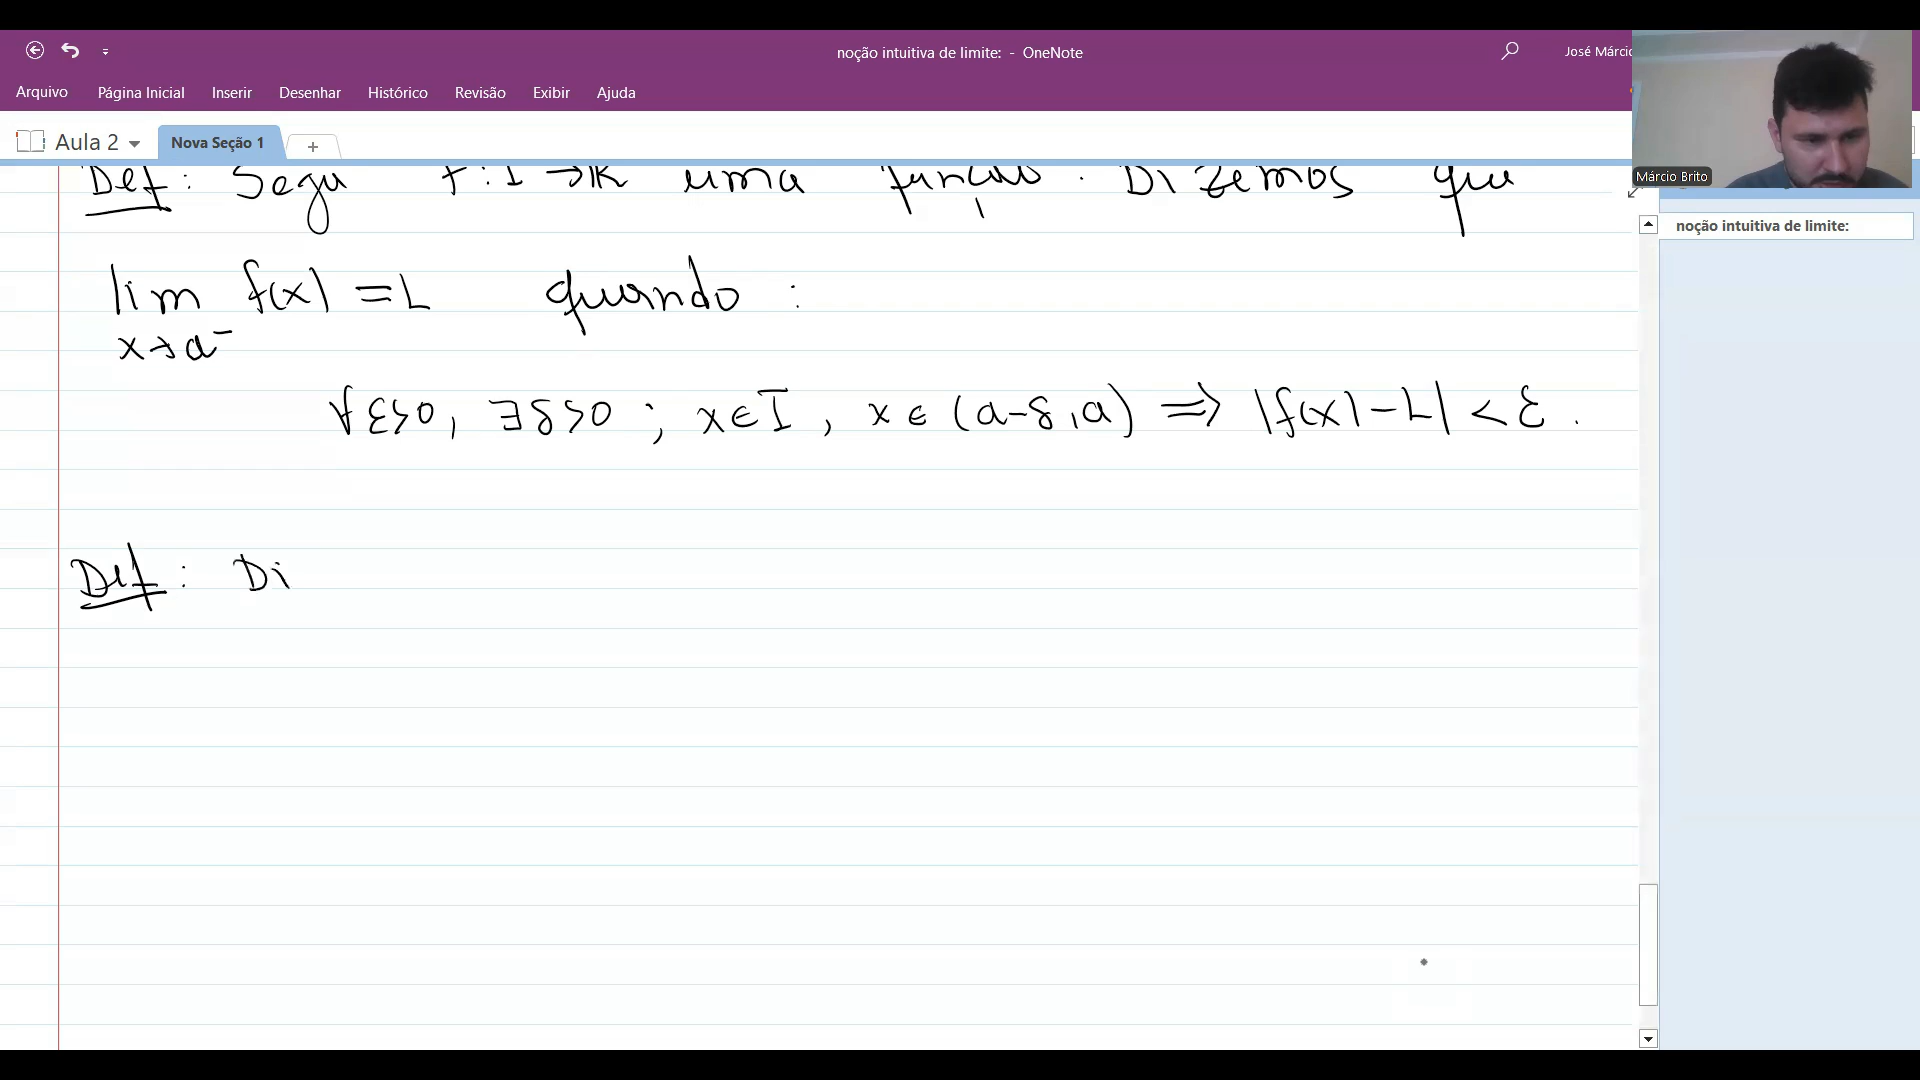 noção intuitiva de limite: - OneNote
José Márcio
Arquivo Página Inicial Inserir Desenhar Histórico Revisão Exibir Ajuda
Aula 2 Nova Seção 1 +
Márcio Brito
noção intuitiva de limite:
Def: Seja f: I → R uma função. Dizemos que
lim f(x) = L quando:
x→a⁻
∀ε>0, ∃δ>0; x∈I, x∈(a-δ,a) ⇒ |f(x)-L| < ε.
Def: Di